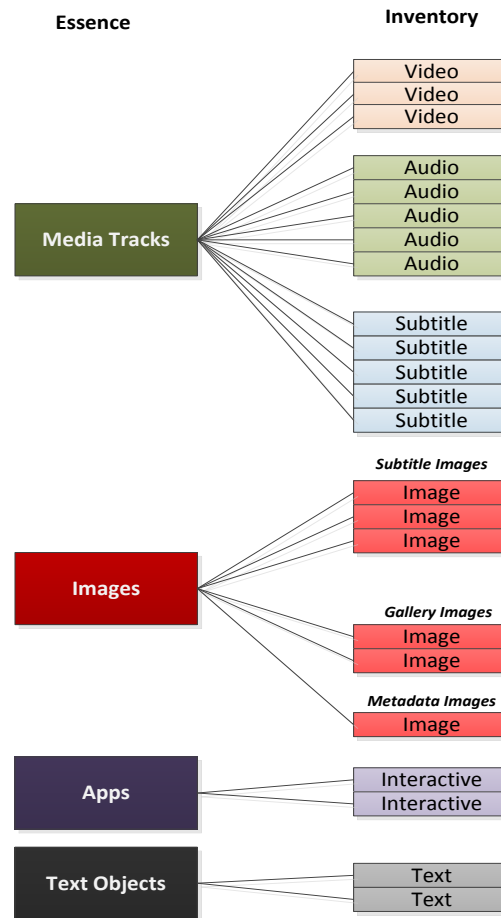 Essence
Inventory
Video
Video
Video
Media Tracks
Audio
Audio
Audio
Audio
Audio
Subtitle
Subtitle
Subtitle
Subtitle
Subtitle
Images
Subtitle Images
Image
Image
Image
Gallery Images
Image
Image
Metadata Images
Image
Apps
Interactive
Interactive
Text Objects
Text
Text